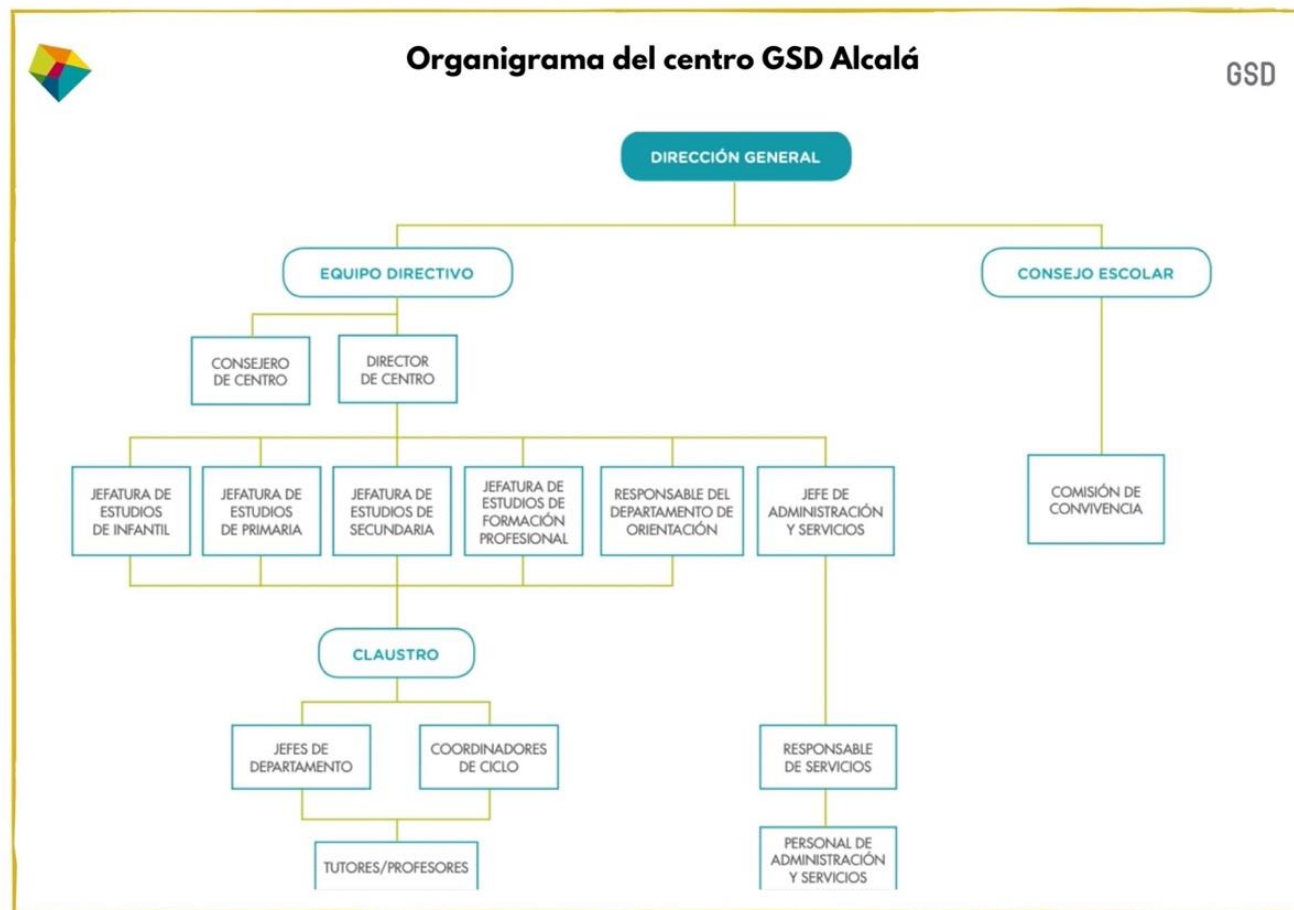 Organigrama del centro GSD Alcalá
GSD
DIRECCIÓN GENERAL
EQUIPO DIRECTIVO
CONSEJO ESCOLAR
CONSEJERO
DE CENTRO
DIRECTOR
DE CENTRO
JEFATURA DE
ESTUDIOS
DE INFANTIL
JEFATURA DE
ESTUDIOS
DE PRIMARIA
JEFATURA DE
ESTUDIOS DE
SECUNDARIA
JEFATURA DE
ESTUDIOS DE
FORMACIÓN
PROFESIONAL
RESPONSABLE DEL
DEPARTAMENTO DE
ORIENTACIÓN
JEFE DE
ADMINISTRACIÓN
Y SERVICIOS
COMISIÓN DE
CONVIVENCIA
CLAUSTRO
JEFES DE
DEPARTAMENTO
COORDINADORES
DE CICLO
RESPONSABLE
DE SERVICIOS
TUTORES/PROFESORES
PERSONAL DE
ADMINISTRACIÓN
Y SERVICIOS